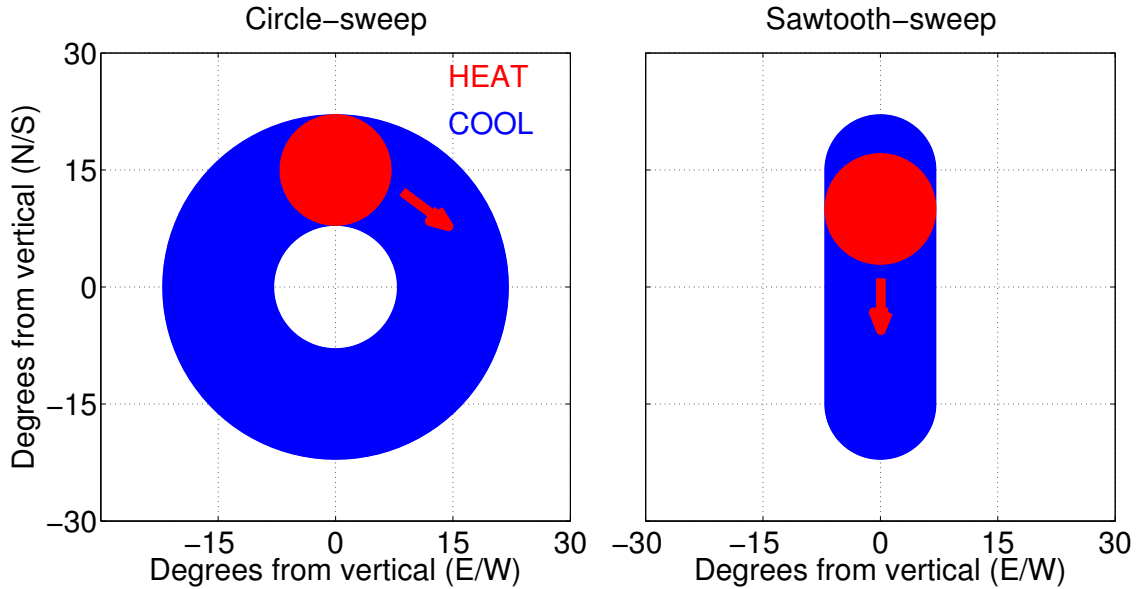 Circle−sweep
Sawtooth−sweep
HEAT
COOL
30
15
0
−15
−30
Degrees from vertical (N/S)
−15 0 15 30
Degrees from vertical (E/W)
−30 −15 0 15 30
Degrees from vertical (E/W)